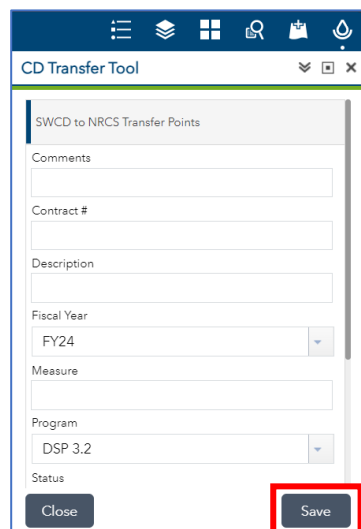 CD Transfer Tool
SWCD to NRCS Transfer Points
Comments
Contract #
Description
Fiscal Year
FY24
Measure
Program
DSP 3.2
Status
Close
Save